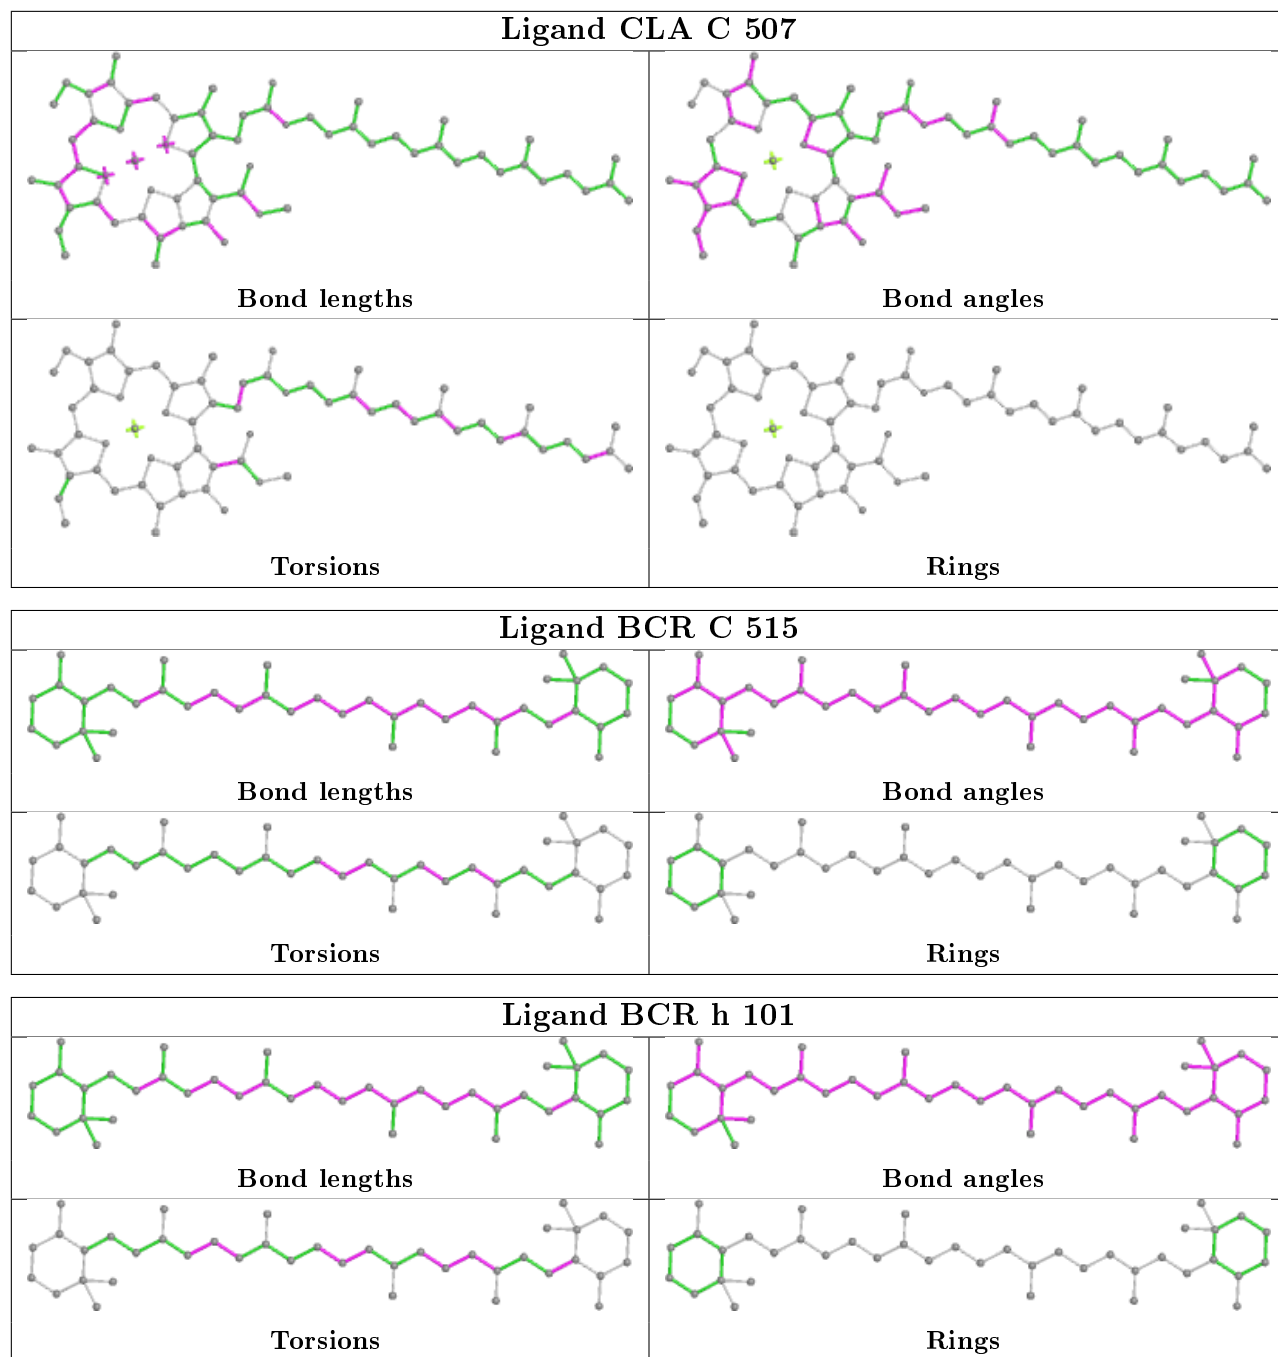 Ligand CLA C 507
Bond lengths
Bond angles
Torsions
Rings
Ligand BCR C 515
Bond lengths
Bond angles
Torsions
Rings
Ligand BCR h 101
Bond lengths
Bond angles
Torsions
Rings